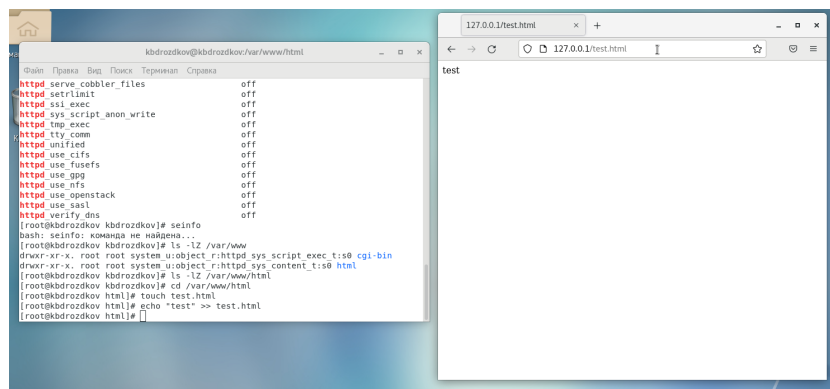 kbdrozdkov@kbdrozdkov:/var/www/html
Файл Правка Вид Поиск Терминал Справка
httpd_serve_cobbler_files off
httpd_setrlimit off
httpd_ssi_exec off
httpd_sys_script_anon_write off
httpd_tmp_exec off
httpd_tty_comm off
httpd_unified off
httpd_use_cifs off
httpd_use_fusefs off
httpd_use_gpg off
httpd_use_nfs off
httpd_use_openstack off
httpd_use_sasl off
httpd_verify_dns off
[root@kbdrozdkov kbdrozdkov]# seinfo
bash: seinfo: команда не найдена...
[root@kbdrozdkov kbdrozdkov]# ls -lZ /var/www
drwxr-xr-x. root root system_u:object_r:httpd_sys_script_exec_t:s0 cgi-bin
drwxr-xr-x. root root system_u:object_r:httpd_sys_content_t:s0 html
[root@kbdrozdkov kbdrozdkov]# ls -lZ /var/www/html
[root@kbdrozdkov kbdrozdkov]# cd /var/www/html
[root@kbdrozdkov html]# touch test.html
[root@kbdrozdkov html]# echo "test" >> test.html
[root@kbdrozdkov html]#
127.0.0.1/test.html
127.0.0.1/test.html
test